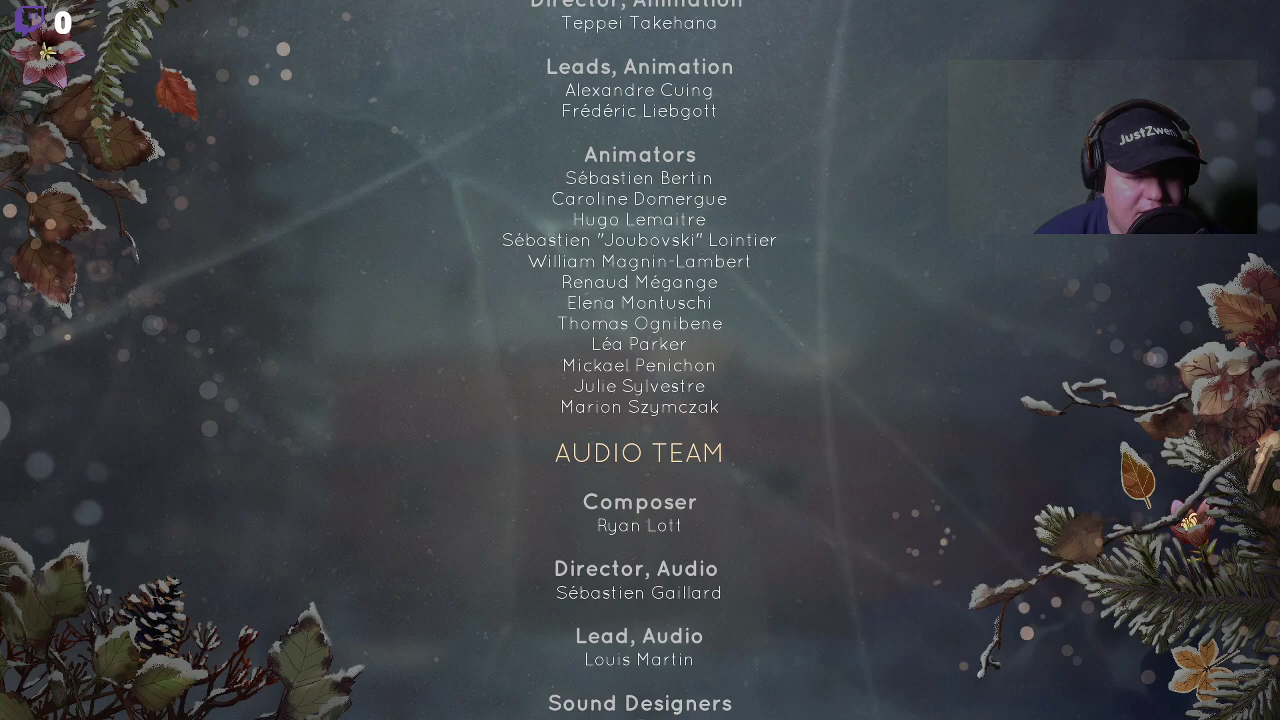 0
Director, Animation
Teppei Takehana
Leads, Animation
Alexandre Cuing
Frédéric Liebgott
Animators
Sébastien Bertin
Caroline Domergue
Hugo Lemaitre
Sébastien "Joubovski" Lointier
William Magnin-Lambert
Renaud Mégange
Elena Montuschi
Thomas Ognibene
Léa Parker
Mickael Penichon
Julie Sylvestre
Marion Szymczak
AUDIO TEAM
Composer
Ryan Lott
Director, Audio
Sébastien Gaillard
Lead, Audio
Louis Martin
Sound Designers